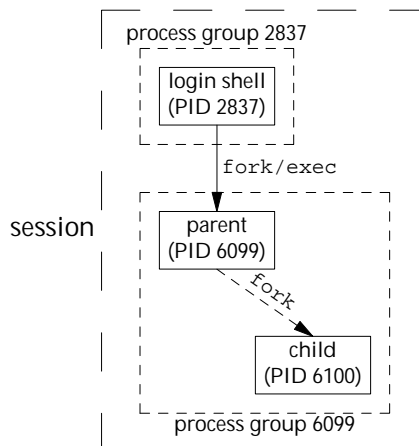 process group 2837
login shell
(PID 2837)
fork/exec
session
parent
(PID 6099)
fork
child
(PID 6100)
process group 6099